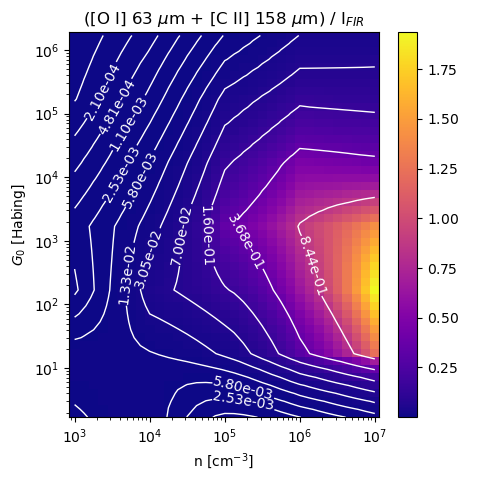 ([O I] 63 μm + [C II] 158 μm) / I_FIR
10^6
10^5
10^4
10^3
10^2
10^1
G_0 [Habing]
10^3 10^4 10^5 10^6 10^7
n [cm^−3]
2.10e-04
4.81e-04
1.10e-03
2.53e-03
5.80e-03
1.33e-02
3.05e-02
7.00e-02
1.60e-01
3.68e-01
8.44e-01
5.80e-03
2.53e-03
1.75
1.50
1.25
1.00
0.75
0.50
0.25